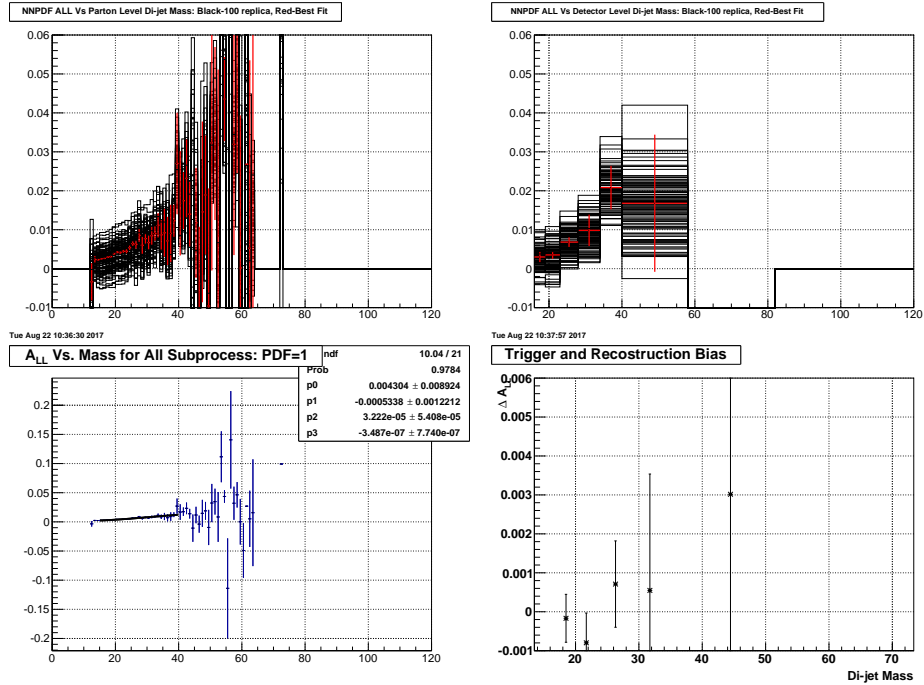 NNPDF ALL Vs Parton Level Di-jet Mass: Black-100 replica, Red-Best Fit
0.06
0.05
0.04
0.03
0.02
0.01
0
-0.01
0 20 40 60 80 100 120
NNPDF ALL Vs Detector Level Di-jet Mass: Black-100 replica, Red-Best Fit
0.06
0.05
0.04
0.03
0.02
0.01
0
-0.01
20 40 60 80 100 120
Tue Aug 22 10:36:30 2017
A_LL Vs. Mass for All Subprocess: PDF=1
ndf 10.04 / 21
Prob 0.9784
p0 0.004304 ± 0.008924
p1 -0.0005338 ± 0.0012212
p2 3.222e-05 ± 5.408e-05
p3 -3.487e-07 ± 7.740e-07
0.2
0.15
0.1
0.05
0
-0.05
-0.1
-0.15
-0.2
0 20 40 60 80 100 120
Tue Aug 22 10:37:57 2017
Trigger and Recostruction Bias
Δ A
0.006
0.005
0.004
0.003
0.002
0.001
0
-0.001
20 30 40 50 60 70
Di-jet Mass